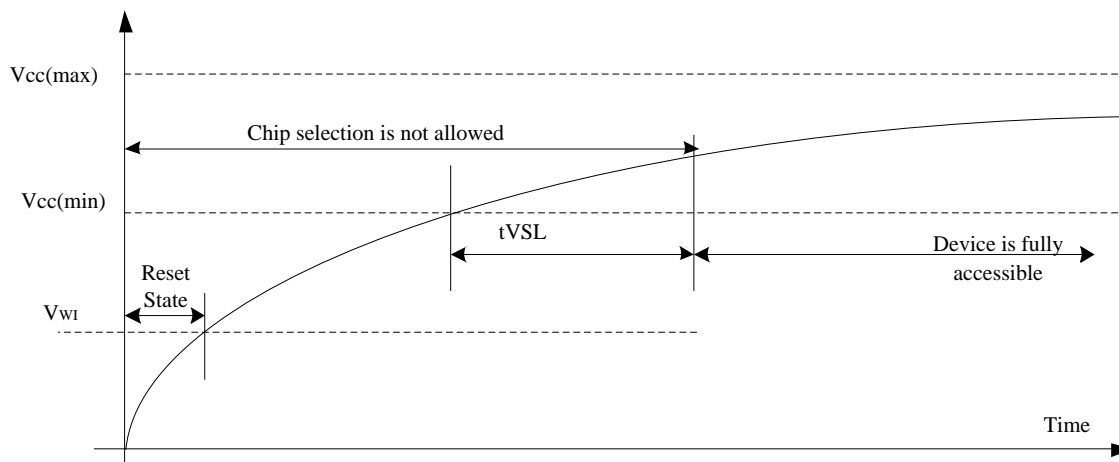 Vcc(max)
Chip selection is not allowed
Vcc(min)
tVSL
Device is fully
accessible
Reset
State
VWI
Time